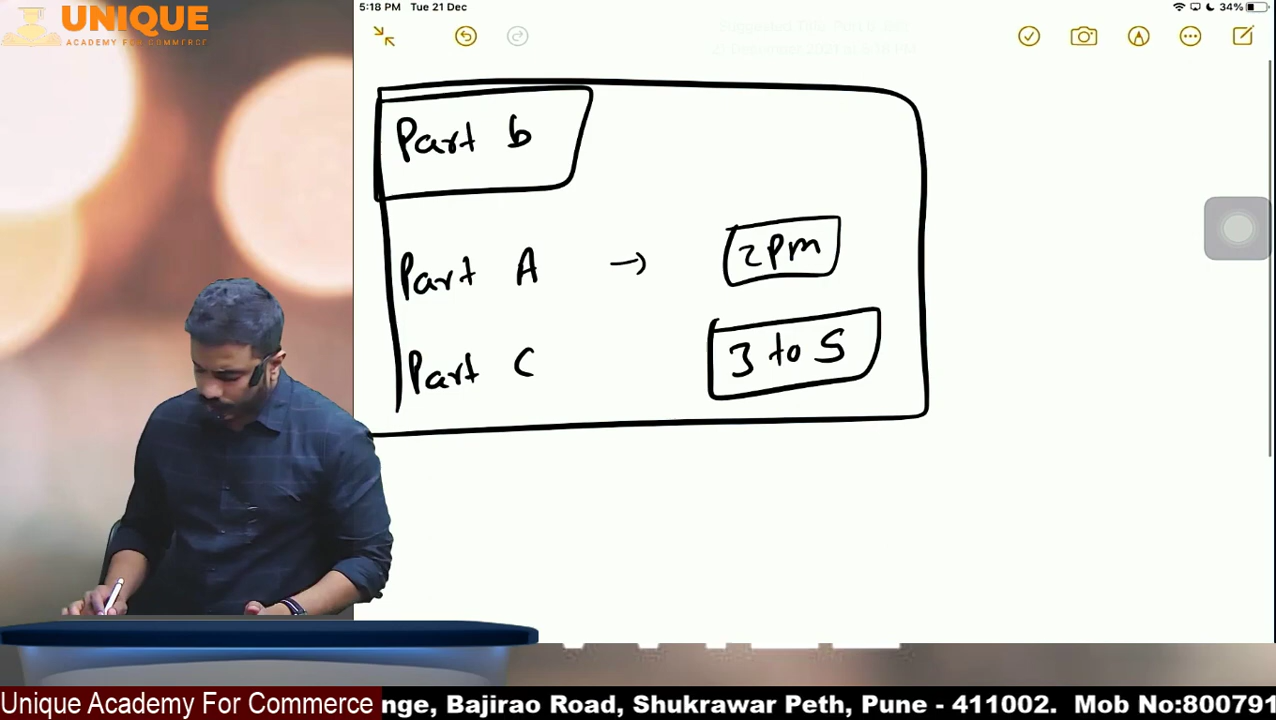 5:18 PM Tue 21 Dec
34%
UNIQUE
ACADEMY FOR COMMERCE
Part b
Part A → 2pm
Part C 3 to 5
Unique Academy For Commerce
nge, Bajirao Road, Shukrawar Peth, Pune - 411002. Mob No:800791